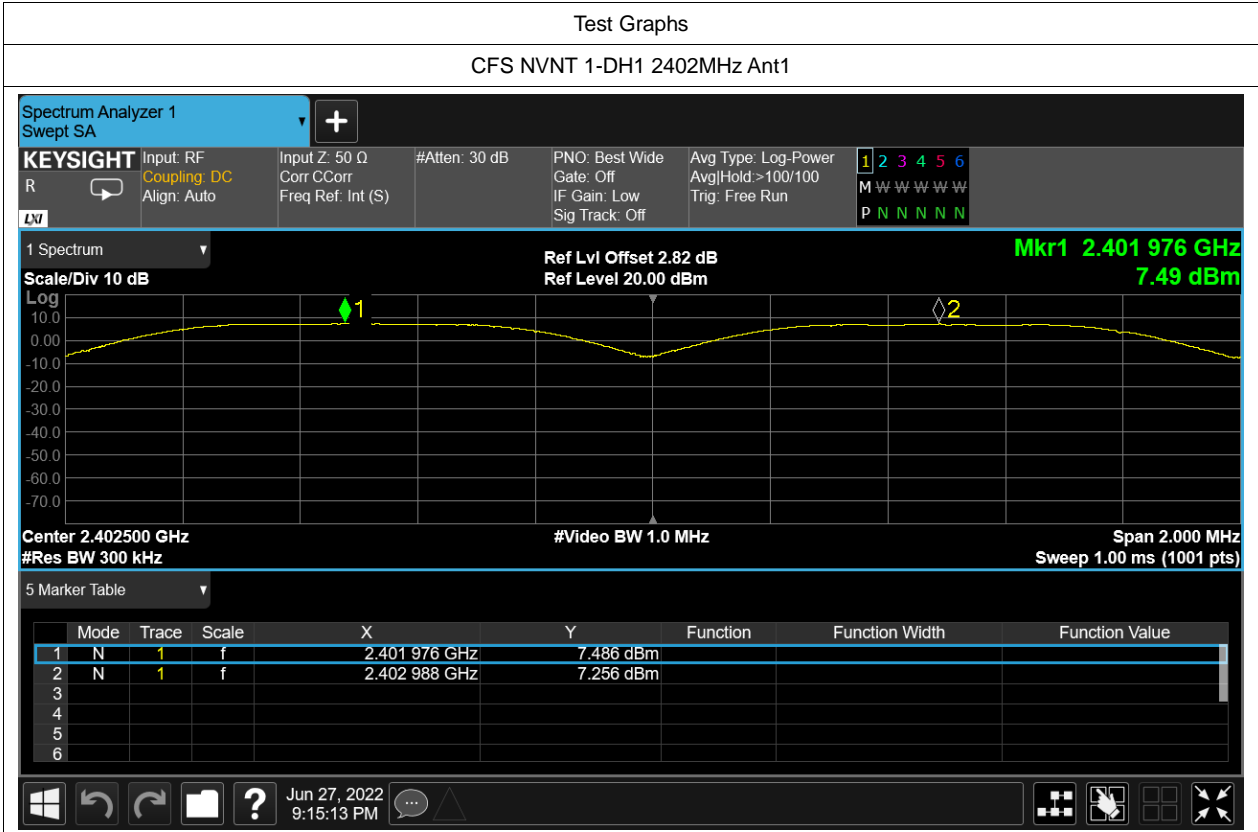 Test Graphs
CFS NVNT 1-DH1 2402MHz Ant1
Spectrum Analyzer 1
Swept SA
KEYSIGHT
R
LXI
Input: RF
Coupling: DC
Align: Auto
Input Z: 50 Ω
Corr CCorr
Freq Ref: Int (S)
#Atten: 30 dB
PNO: Best Wide
Gate: Off
IF Gain: Low
Sig Track: Off
Avg Type: Log-Power
Avg|Hold:>100/100
Trig: Free Run
1 2 3 4 5 6
M W W W W W
P N N N N N
1 Spectrum
Scale/Div 10 dB
Ref Lvl Offset 2.82 dB
Ref Level 20.00 dBm
Mkr1 2.401 976 GHz
7.49 dBm
Log
10.0
0.00
-10.0
-20.0
-30.0
-40.0
-50.0
-60.0
-70.0
1
2
Center 2.402500 GHz
#Res BW 300 kHz
#Video BW 1.0 MHz
Span 2.000 MHz
Sweep 1.00 ms (1001 pts)
5 Marker Table
Mode Trace Scale X Y Function Function Width Function Value
1 N 1 f 2.401 976 GHz 7.486 dBm
2 N 1 f 2.402 988 GHz 7.256 dBm
3
4
5
6
?
Jun 27, 2022
9:15:13 PM